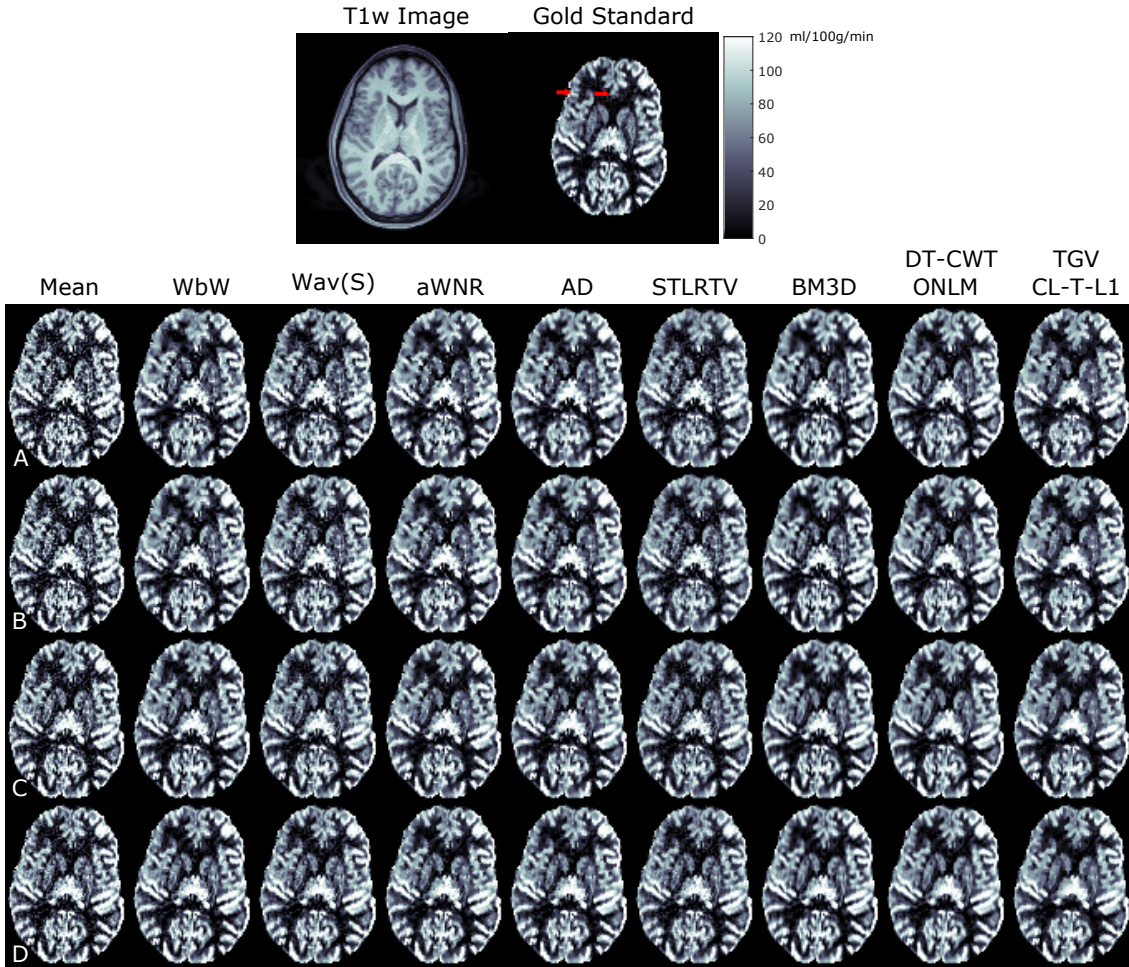 T1w Image Gold Standard
120 ml/100g/min
100
80
60
40
20
0
DT-CWT TGV
Mean WbW Wav(S) aWNR AD STLRTV BM3D ONLM CL-T-L1
A
B
C
D